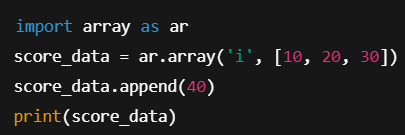 import array as ar
score_data = ar.array('i', [10, 20, 30])
score_data.append(40)
print(score_data)